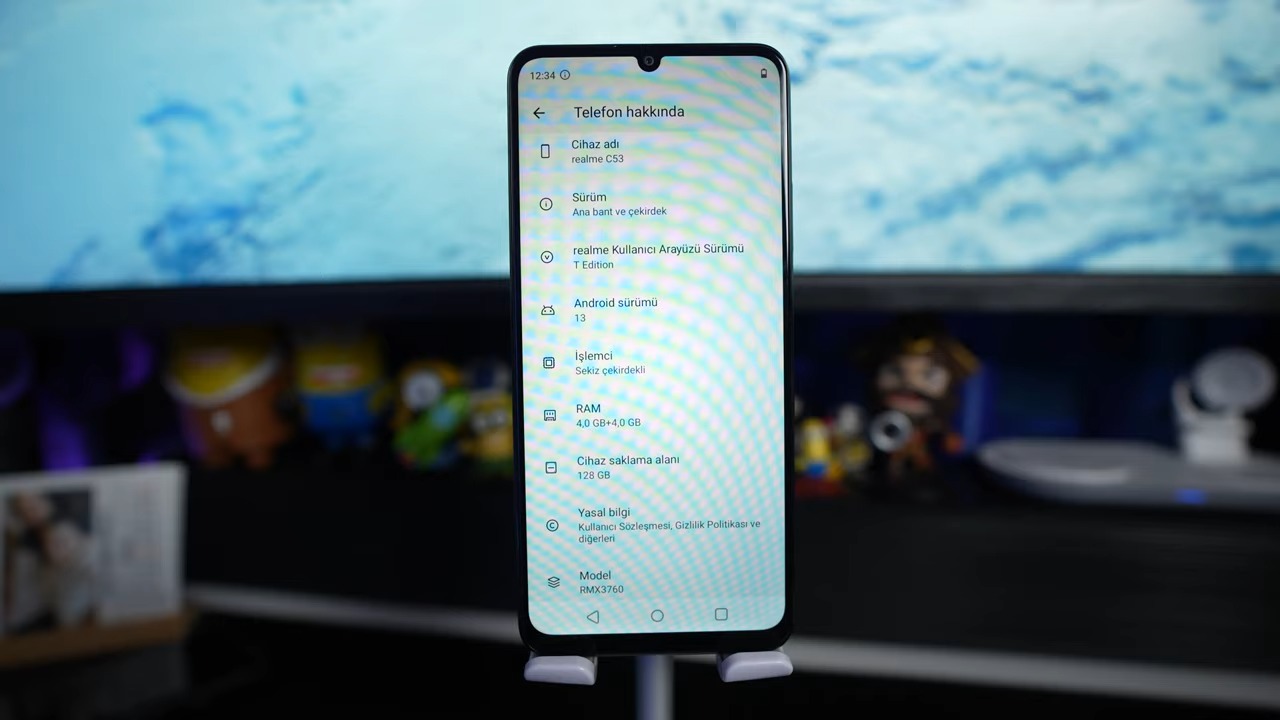 12:34
Telefon hakkında
Cihaz adı
realme C53
Sürüm
Ana bant ve çekirdek
realme Kullanıcı Arayüzü Sürümü
T Edition
Android sürümü
13
İşlemci
Sekiz çekirdekli
RAM
4,0 GB+4,0 GB
Cihaz saklama alanı
128 GB
Yasal bilgi
Kullanıcı Sözleşmesi, Gizlilik Politikası ve
diğerleri
Model
RMX3760